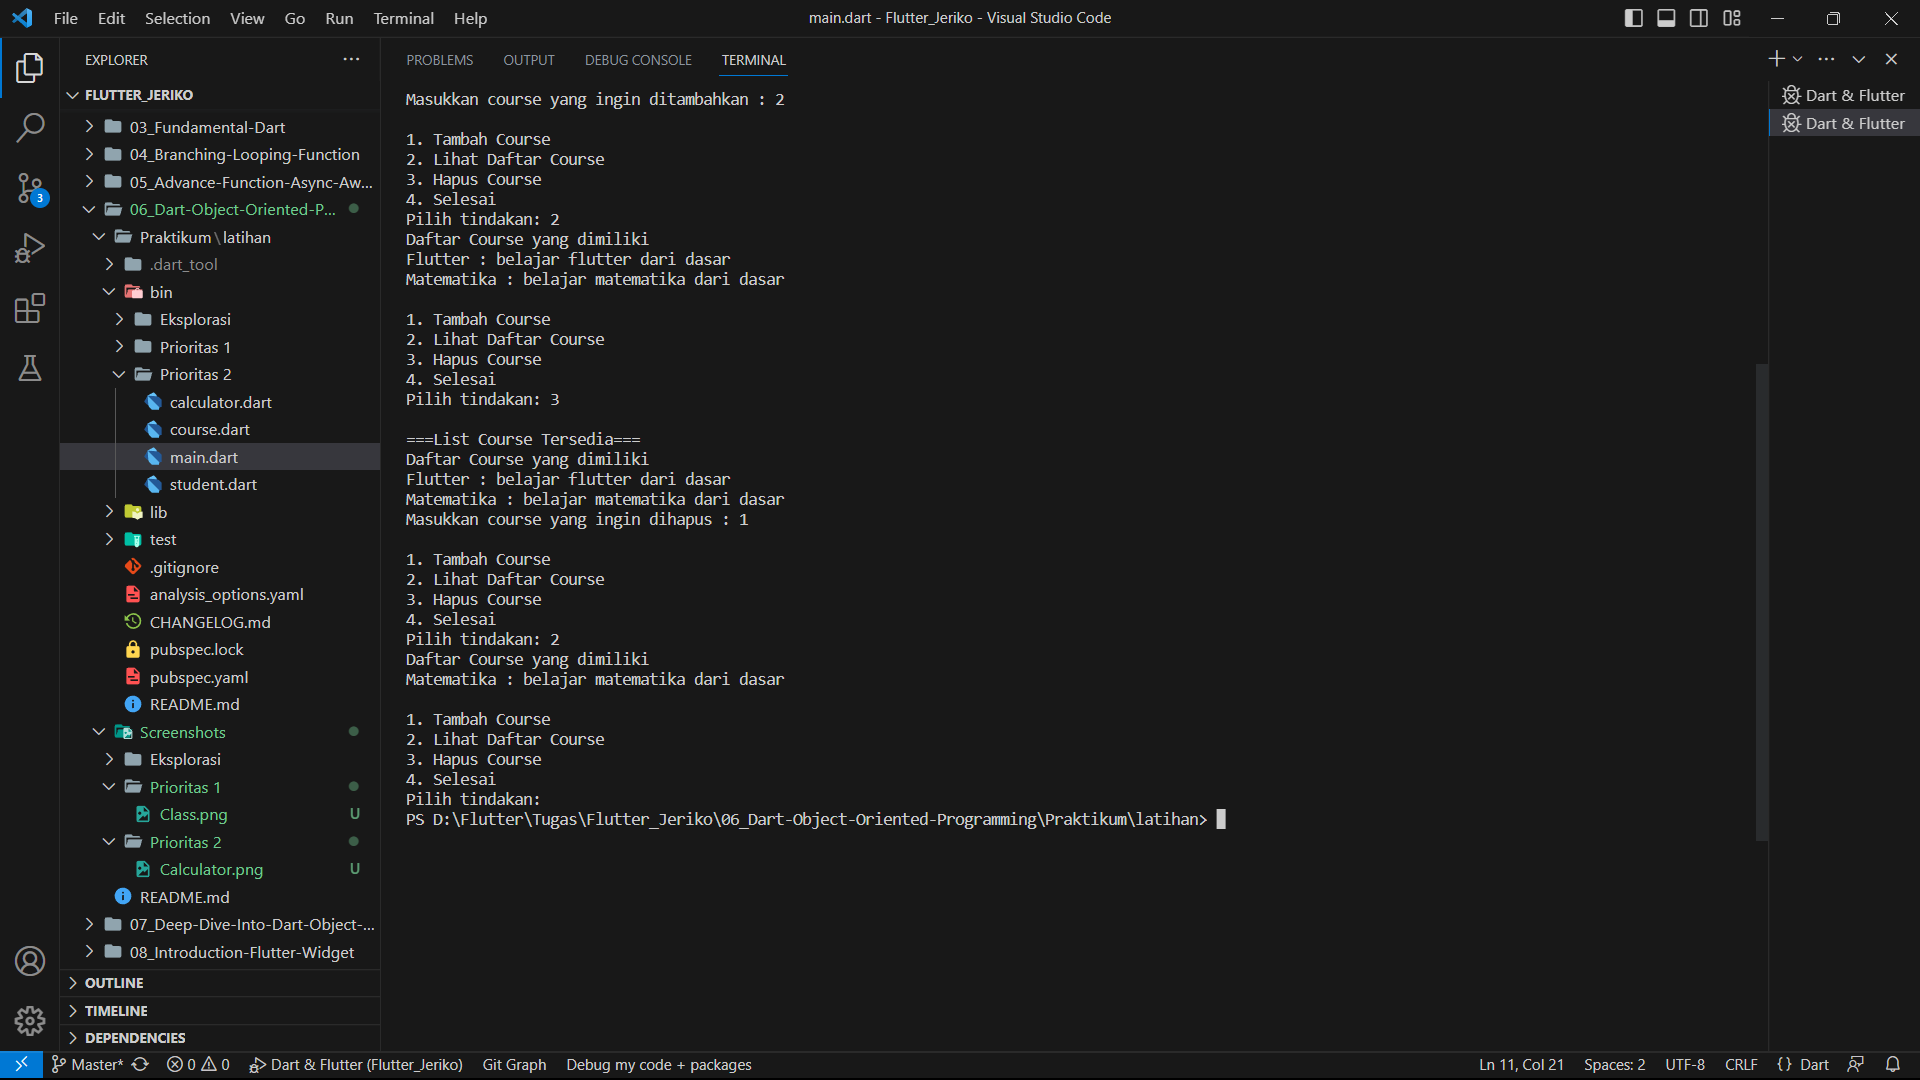 File Edit Selection View Go Run Terminal Help
main.dart - Flutter_Jeriko - Visual Studio Code
EXPLORER
FLUTTER_JERIKO
03_Fundamental-Dart
04_Branching-Looping-Function
05_Advance-Function-Async-Aw...
06_Dart-Object-Oriented-P...
Praktikum\latihan
.dart_tool
bin
Eksplorasi
Prioritas 1
Prioritas 2
calculator.dart
course.dart
main.dart
student.dart
lib
test
.gitignore
analysis_options.yaml
CHANGELOG.md
pubspec.lock
pubspec.yaml
README.md
Screenshots
Eksplorasi
Prioritas 1
Class.png U
Prioritas 2
Calculator.png U
README.md
07_Deep-Dive-Into-Dart-Object-...
08_Introduction-Flutter-Widget
OUTLINE
TIMELINE
DEPENDENCIES
3
PROBLEMS OUTPUT DEBUG CONSOLE TERMINAL
Masukkan course yang ingin ditambahkan : 2
1. Tambah Course
2. Lihat Daftar Course
3. Hapus Course
4. Selesai
Pilih tindakan: 2
Daftar Course yang dimiliki
Flutter : belajar flutter dari dasar
Matematika : belajar matematika dari dasar
1. Tambah Course
2. Lihat Daftar Course
3. Hapus Course
4. Selesai
Pilih tindakan: 3
===List Course Tersedia===
Daftar Course yang dimiliki
Flutter : belajar flutter dari dasar
Matematika : belajar matematika dari dasar
Masukkan course yang ingin dihapus : 1
1. Tambah Course
2. Lihat Daftar Course
3. Hapus Course
4. Selesai
Pilih tindakan: 2
Daftar Course yang dimiliki
Matematika : belajar matematika dari dasar
1. Tambah Course
2. Lihat Daftar Course
3. Hapus Course
4. Selesai
Pilih tindakan:
PS D:\Flutter\Tugas\Flutter_Jeriko\06_Dart-Object-Oriented-Programming\Praktikum\latihan>
Dart & Flutter
Dart & Flutter
Master* 0 0 Dart & Flutter (Flutter_Jeriko) Git Graph Debug my code + packages
Ln 11, Col 21 Spaces: 2 UTF-8 CRLF {} Dart